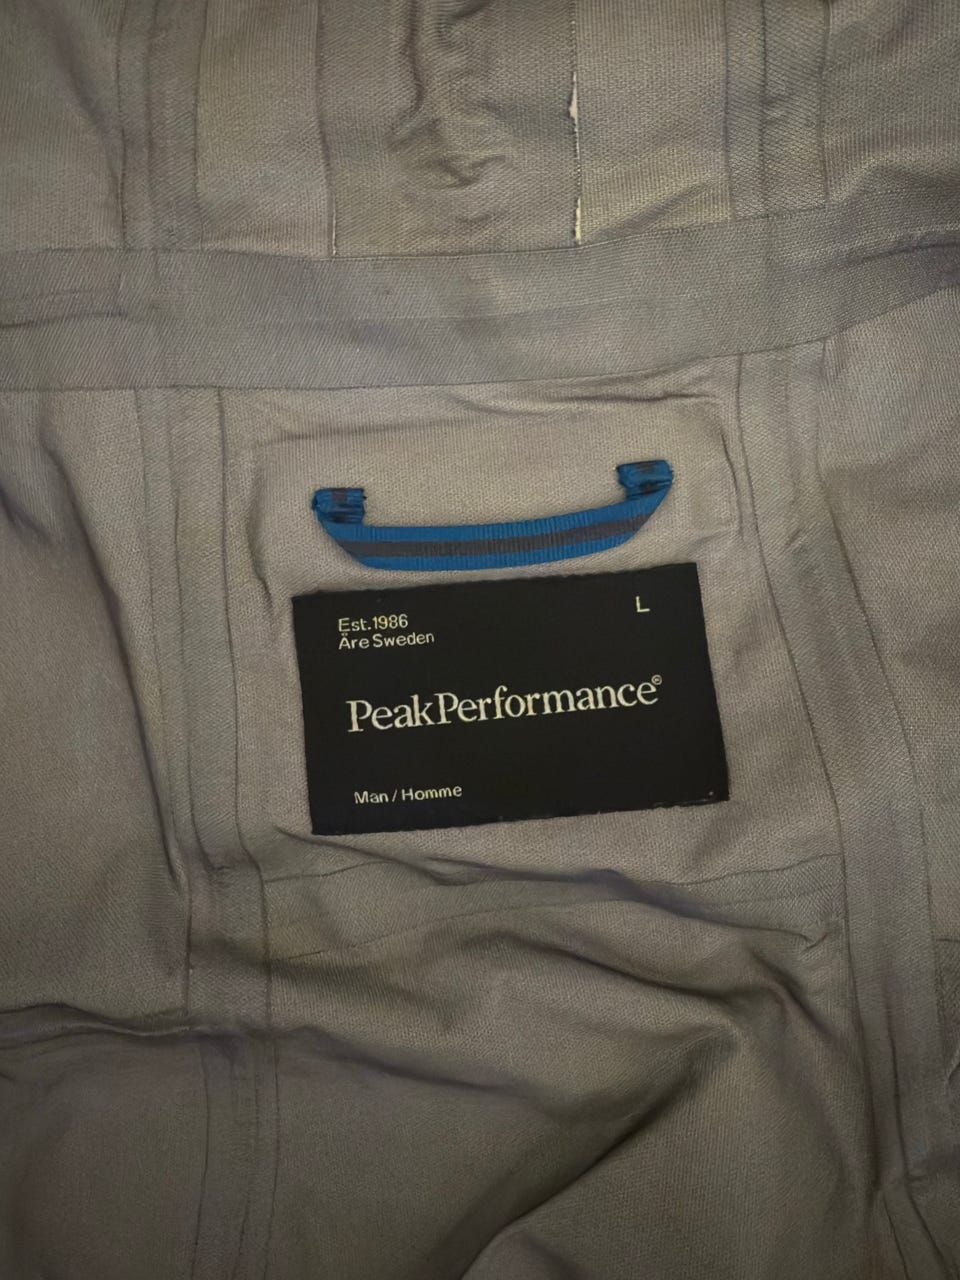 L
Est.1986
Åre Sweden
PeakPerformance®
Man / Homme